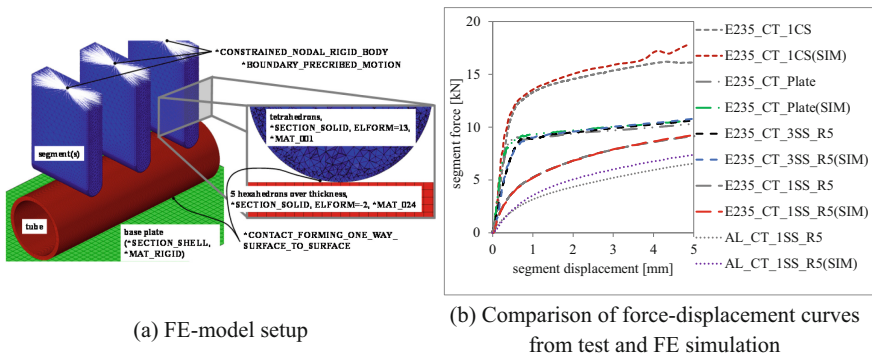 *CONSTRAINED_NODAL_RIGID_BODY
*BOUNDARY_PRECRIBED_MOTION
tetrahedrons,
*SECTION_SOLID, ELFORM=13,
*MAT_001
segment(s)
5 hexahedrons over thickness,
*SECTION_SOLID, ELFORM=-2, *MAT_024
tube
base plate
(*SECTION_SHELL,
*MAT_RIGID)
*CONTACT_FORMING_ONE_WAY_
SURFACE_TO_SURFACE
(a) FE-model setup
segment force [kN]
20
15
10
5
0
0 1 2 3 4 5
segment displacement [mm]
E235_CT_1CS
E235_CT_1CS(SIM)
E235_CT_Plate
E235_CT_Plate(SIM)
E235_CT_3SS_R5
E235_CT_3SS_R5(SIM)
E235_CT_1SS_R5
E235_CT_1SS_R5(SIM)
AL_CT_1SS_R5
AL_CT_1SS_R5(SIM)
(b) Comparison of force-displacement curves
from test and FE simulation